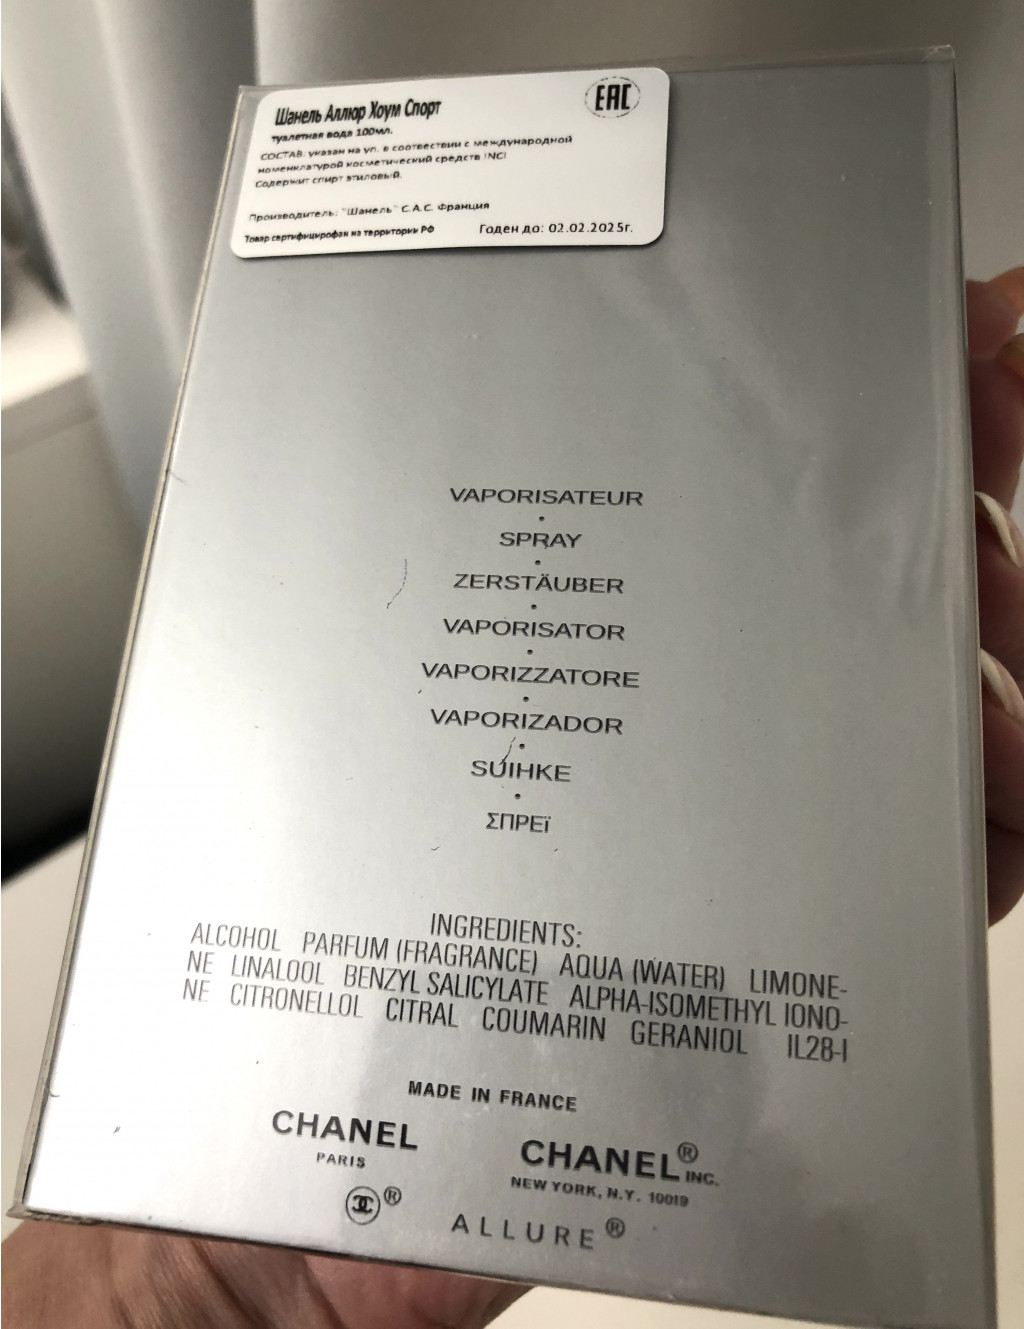 Шанель Аллюр Хоум Спорт
туалетная вода 100мл.
EAC
СОСТАВ: указан на уп. в соотвествии с международной
номенклатурой косметический средств INCI
Содержит спирт этиловый.
Производитель: "Шанель" С.А.С. Франция
Товар сертифицирофан на территории РФ
Годен до: 02.02.2025г.
VAPORISATEUR
SPRAY
ZERSTÄUBER
VAPORISATOR
VAPORIZZATORE
VAPORIZADOR
SUIHKE
ΣΠΡΕΪ
INGREDIENTS:
ALCOHOL PARFUM (FRAGRANCE) AQUA (WATER) LIMONE-
NE LINALOOL BENZYL SALICYLATE ALPHA-ISOMETHYL IONO-
NE CITRONELLOL CITRAL COUMARIN GERANIOL IL28-I
MADE IN FRANCE
CHANEL
PARIS
®
CHANEL® INC.
NEW YORK, N.Y. 10019
ALLURE®